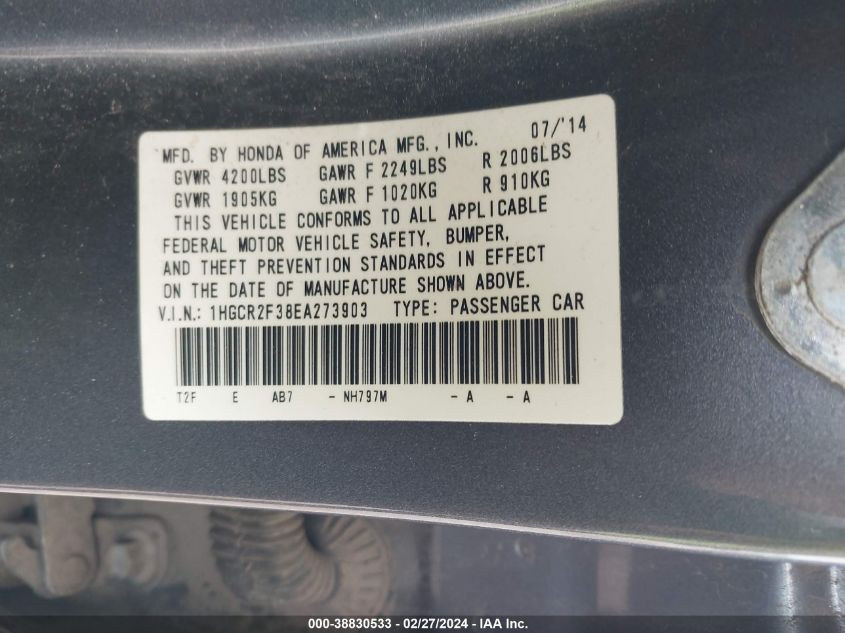 MFD. BY HONDA OF AMERICA MFG., INC. 07/'14
GVWR 4200LBS GAWR F 2249LBS R 2006LBS
GVWR 1905KG GAWR F 1020KG R 910KG
THIS VEHICLE CONFORMS TO ALL APPLICABLE
FEDERAL MOTOR VEHICLE SAFETY, BUMPER,
AND THEFT PREVENTION STANDARDS IN EFFECT
ON THE DATE OF MANUFACTURE SHOWN ABOVE.
V.I.N.: 1HGCR2F38EA273903 TYPE: PASSENGER CAR
T2F E AB7 - NH797M - A - A
000-38830533 - 02/27/2024 - IAA Inc.